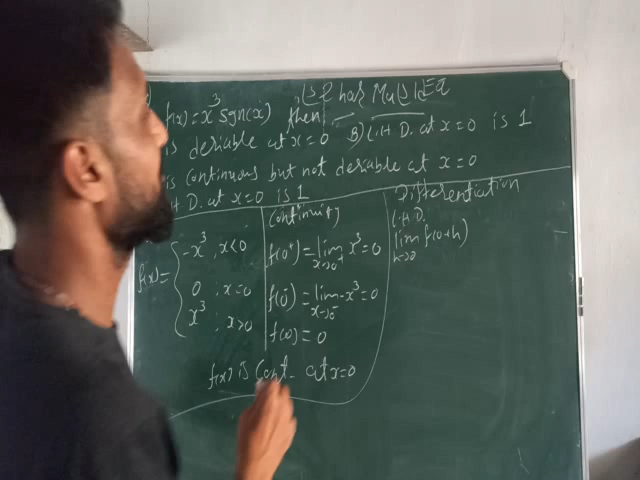 f(x) = x³ sgn(x) then
is deriable at x=0 B) L.H.D. at x=0 is 1
is continuous but not deriable at x=0
H.D. at x=0 is 1
f(x) = { -x³, x<0
0 , x=0
x³ ; x>0
Continuity
f(0⁺) = lim x→0⁺ x³ = 0
f(0⁻) = lim x→0⁻ -x³ = 0
f(0) = 0
f(x) is Cont. at x=0
Differentiation
L.H.D.
lim h→0 f(0+h)